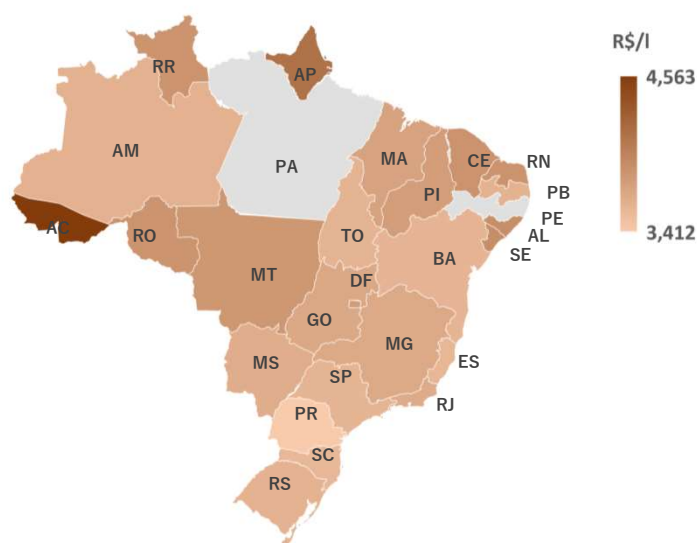 R$/l
4,563
3,412
RR
AP
AM
PA
MA
CE
RN
PI
PB
PE
AL
SE
AC
RO
TO
BA
MT
DF
GO
MG
ES
MS
SP
RJ
PR
SC
RS